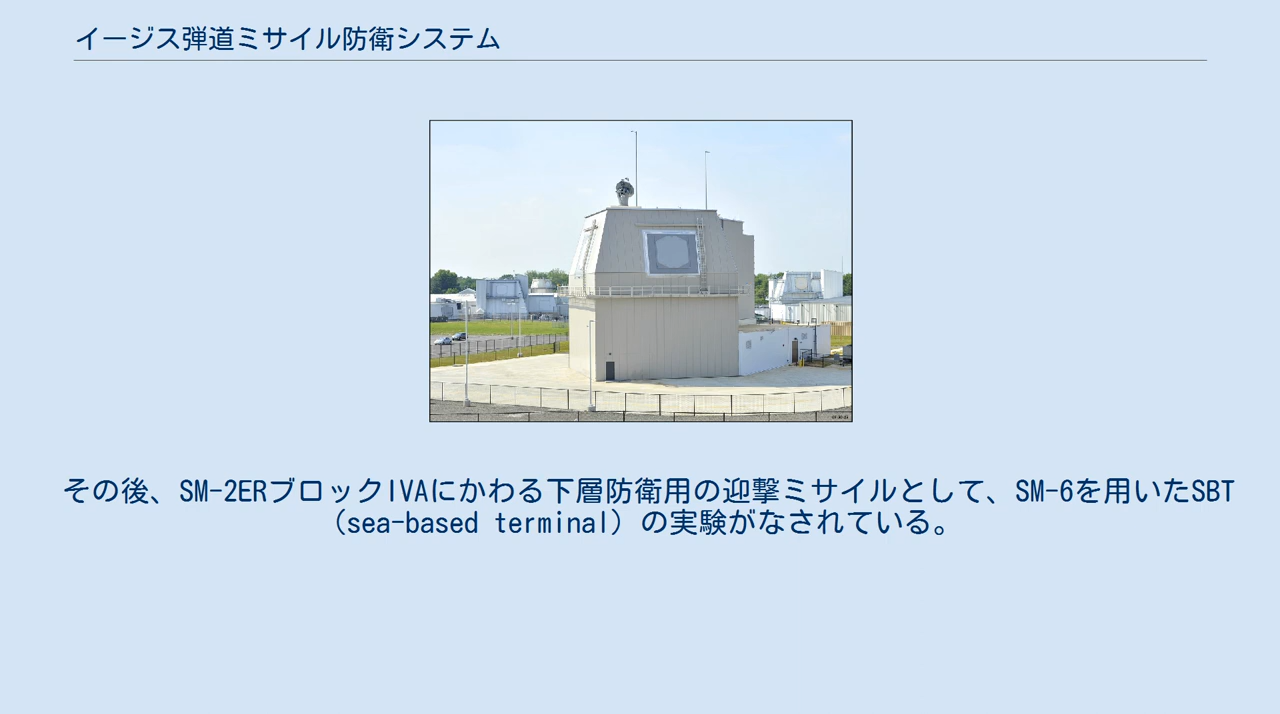 イージス弾道ミサイル防衛システム
その後、SM-2ERブロックIVAにかわる下層防衛用の迎撃ミサイルとして、SM-6を用いたSBT
（sea-based terminal）の実験がなされている。